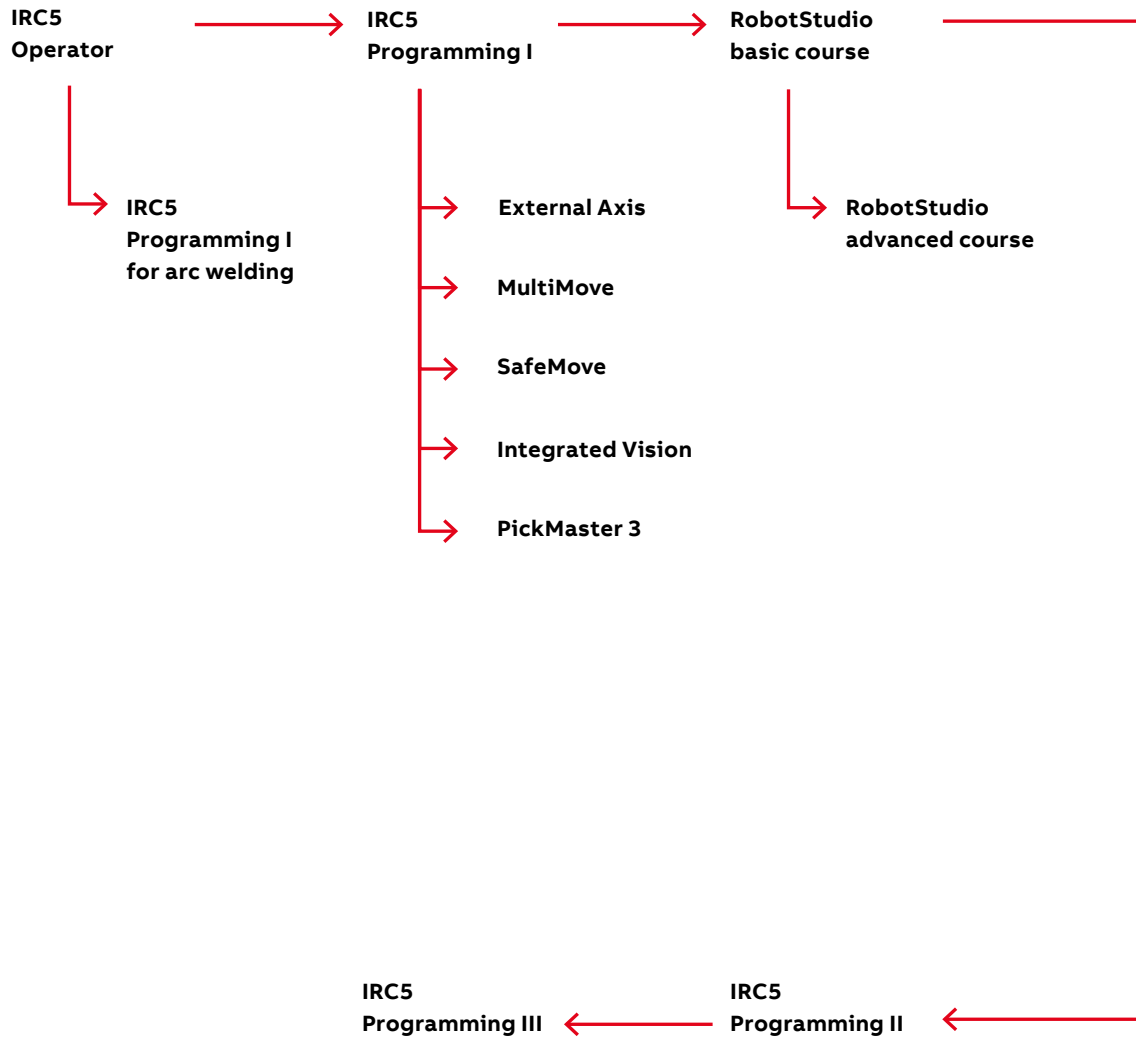 IRC5
Operator
IRC5
Programming I
RobotStudio
basic course
IRC5
Programming I
for arc welding
External Axis
MultiMove
SafeMove
Integrated Vision
PickMaster 3
RobotStudio
advanced course
IRC5
Programming III
IRC5
Programming II